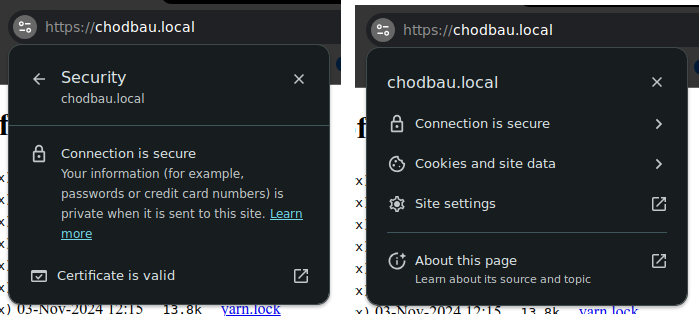 https://chodbau.local
Security
chodbau.local
Connection is secure
Your information (for example,
passwords or credit card numbers) is
private when it is sent to this site. Learn
more
Certificate is valid
x) 03-Nov-2024 12:15 13.8k yarn.lock
https://chodbau.local
chodbau.local
Connection is secure
Cookies and site data
Site settings
About this page
Learn about its source and topic
x) 03-Nov-2024 12:15 13.8k yarn.lock